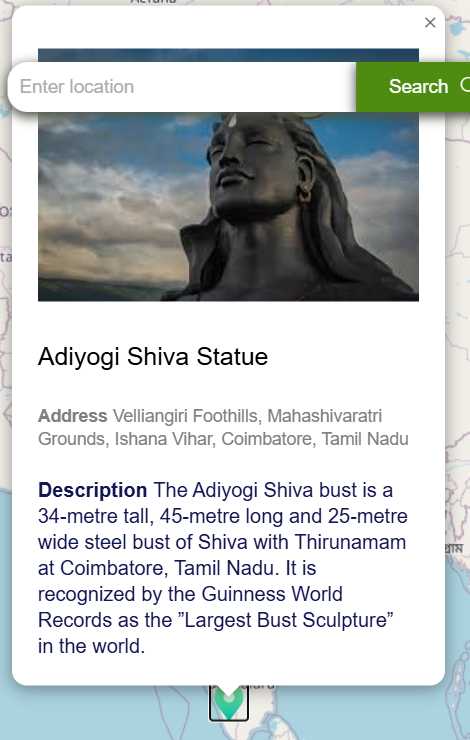 ×
Enter location
Search
Adiyogi Shiva Statue
Address Velliangiri Foothills, Mahashivaratri
Grounds, Ishana Vihar, Coimbatore, Tamil Nadu
Description The Adiyogi Shiva bust is a
34-metre tall, 45-metre long and 25-metre
wide steel bust of Shiva with Thirunamam
at Coimbatore, Tamil Nadu. It is
recognized by the Guinness World
Records as the ”Largest Bust Sculpture”
in the world.